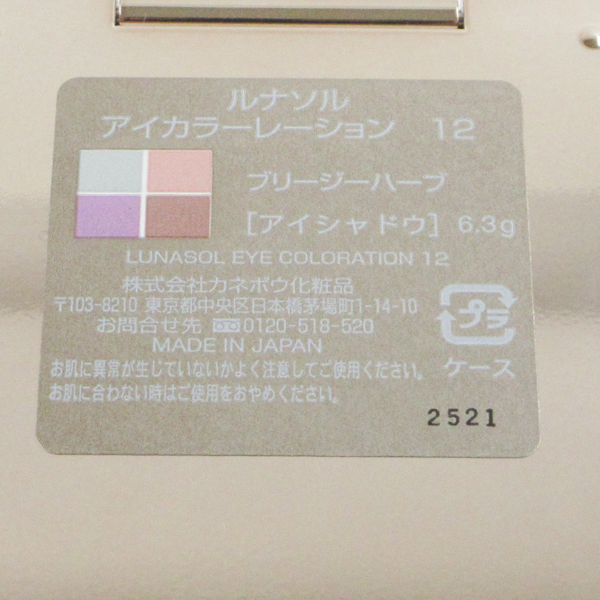 ルナソル
アイカラーレーション 12
ブリージーハーブ
[アイシャドウ] 6.3g
LUNASOL EYE COLORATION 12
株式会社カネボウ化粧品
〒103-8210 東京都中央区日本橋茅場町1-14-10
お問合せ先 0120-518-520
MADE IN JAPAN
お肌に異常が生じていないかよく注意してご使用ください。
お肌に合わない時はご使用をおやめください。
プラ
ケース
2521